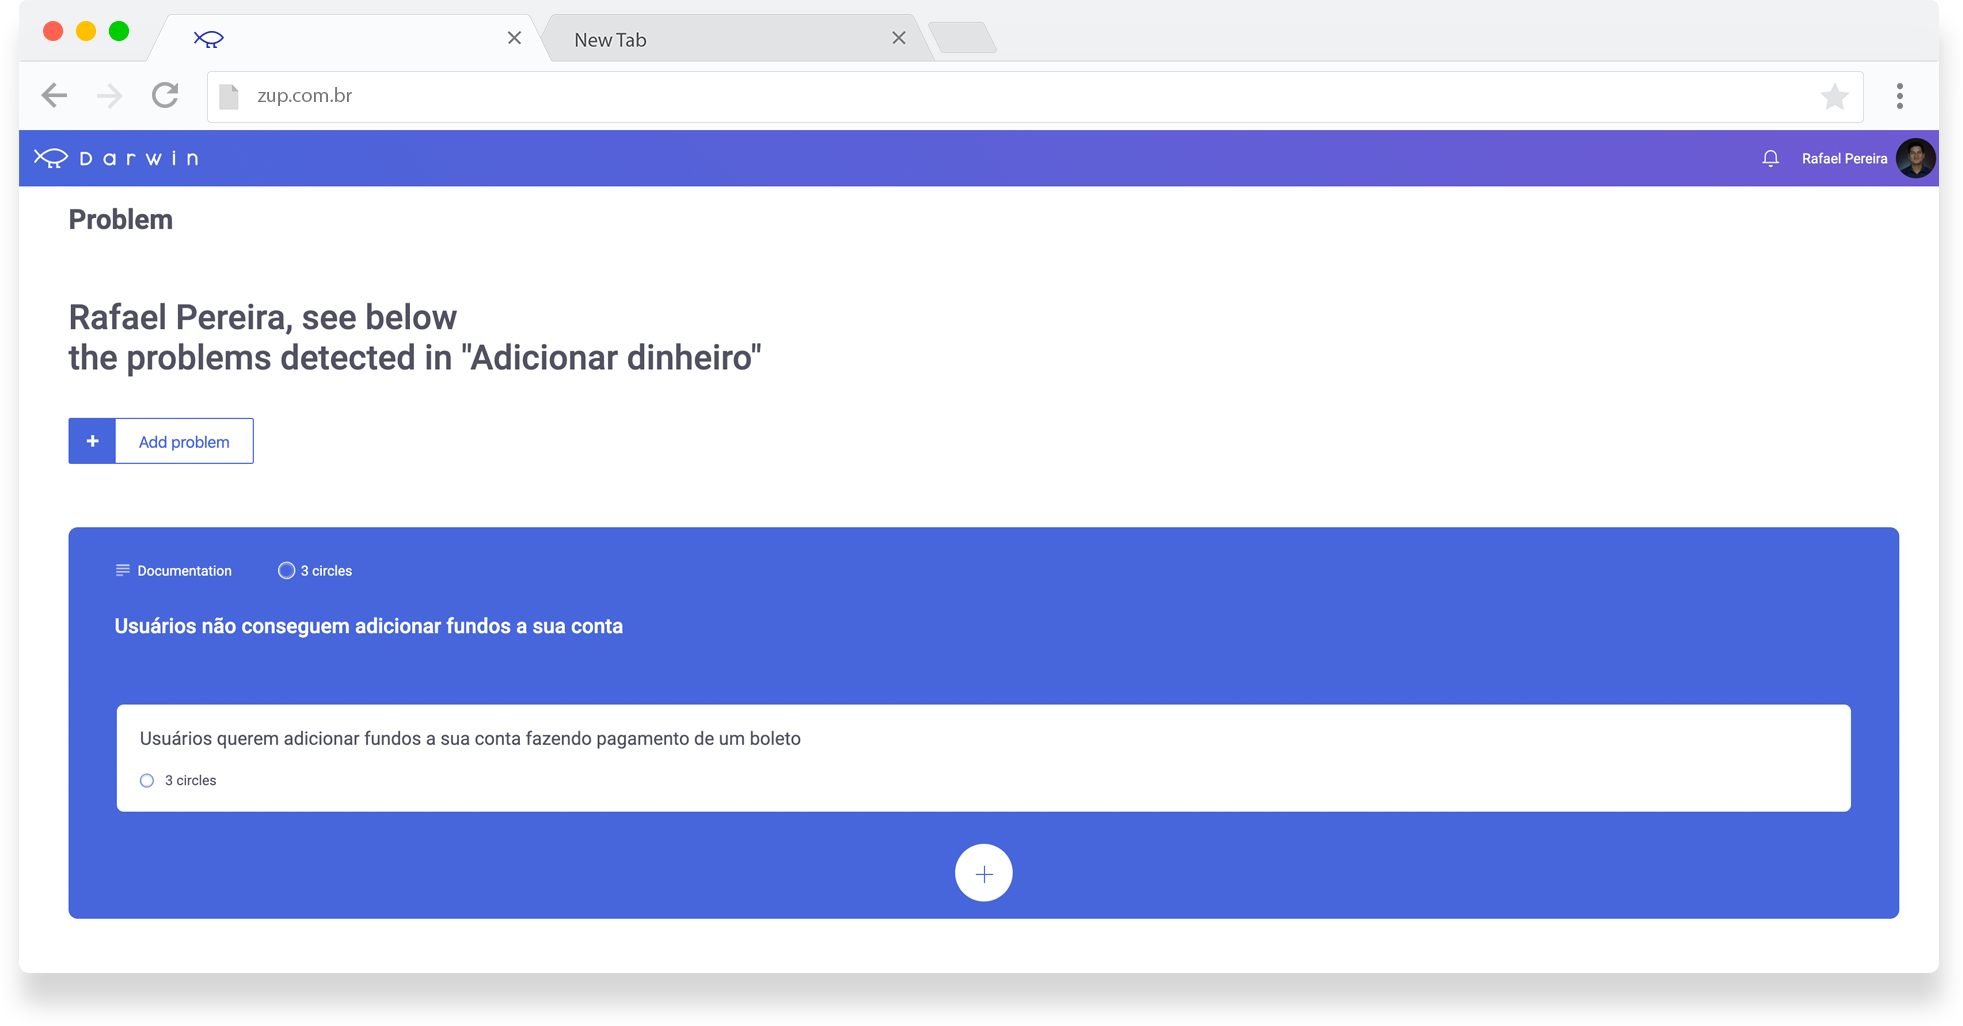 New Tab
zup.com.br
Darwin
Rafael Pereira
Problem
Rafael Pereira, see below
the problems detected in "Adicionar dinheiro"
Add problem
Documentation
3 circles
Usuários não conseguem adicionar fundos a sua conta
Usuários querem adicionar fundos a sua conta fazendo pagamento de um boleto
3 circles